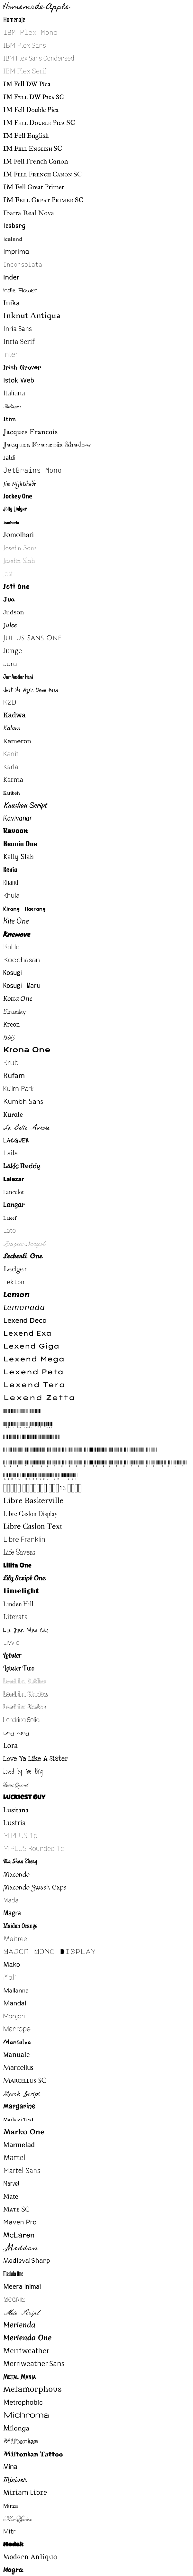 Homemade Apple
Homenaje
IBM Plex Mono
IBM Plex Sans
IBM Plex Sans Condensed
IBM Plex Serif
IM Fell DW Pica
IM Fell DW Pica SC
IM Fell Double Pica
IM Fell Double Pica SC
IM Fell English
IM Fell English SC
IM Fell French Canon
IM Fell French Canon SC
IM Fell Great Primer
IM Fell Great Primer SC
Ibarra Real Nova
Iceberg
Iceland
Imprima
Inconsolata
Inder
Indie Flower
Inika
Inknut Antiqua
Inria Sans
Inria Serif
Inter
Irish Grover
Istok Web
Italiana
Italianno
Itim
Jacques Francois
Jacques Francois Shadow
Jaldi
JetBrains Mono
Jim Nightshade
Jockey One
Jolly Lodger
Jomhuria
Jomolhari
Josefin Sans
Josefin Slab
Jost
Joti One
Jua
Judson
Julee
JULIUS SANS ONE
Junge
Jura
Just Another Hand
Just Me Again Down Here
K2D
Kadwa
Kalam
Kameron
Kanit
Karla
Karma
Katibeh
Kaushan Script
Kavivanar
Kavoon
Keania One
Kelly Slab
Kenia
Khand
Khula
Kirang Haerang
Kite One
Knewave
KoHo
Kodchasan
Kosugi
Kosugi Maru
Kotta One
Kranky
Kreon
Kristi
Krona One
Krub
Kufam
Kulim Park
Kumbh Sans
Kurale
La Belle Aurore
Lacquer
Laila
Lakki Reddy
Lalezar
Lancelot
Langar
Lateef
Lato
League Script
Leckerli One
Ledger
Lekton
Lemon
Lemonada
Lexend Deca
Lexend Exa
Lexend Giga
Lexend Mega
Lexend Peta
Lexend Tera
Lexend Zetta
Libre Baskerville
Libre Caslon Display
Libre Caslon Text
Libre Franklin
Life Savers
Lilita One
Lily Script One
Limelight
Linden Hill
Literata
Liu Jian Mao Cao
Livvic
Lobster
Lobster Two
Londrina Outline
Londrina Shadow
Londrina Sketch
Londrina Solid
Long Cang
Lora
Love Ya Like A Sister
Loved by the King
Lovers Quarrel
Luckiest Guy
Lusitana
Lustria
M PLUS 1p
M PLUS Rounded 1c
Ma Shan Zheng
Macondo
Macondo Swash Caps
Mada
Magra
Maiden Orange
Maitree
Major Mono Display
Mako
Mali
Mallanna
Mandali
Manjari
Manrope
Mansalva
Manuale
Marcellus
Marcellus SC
Marck Script
Margarine
Markazi Text
Marko One
Marmelad
Martel
Martel Sans
Marvel
Mate
Mate SC
Maven Pro
McLaren
Meddon
MedievalSharp
Medula One
Meera Inimai
Megrim
Meie Script
Merienda
Merienda One
Merriweather
Merriweather Sans
Metal Mania
Metamorphous
Metrophobic
Michroma
Milonga
Miltonian
Miltonian Tattoo
Mina
Miniver
Miriam Libre
Mirza
Miss Fajardose
Mitr
Modak
Modern Antiqua
Mogra